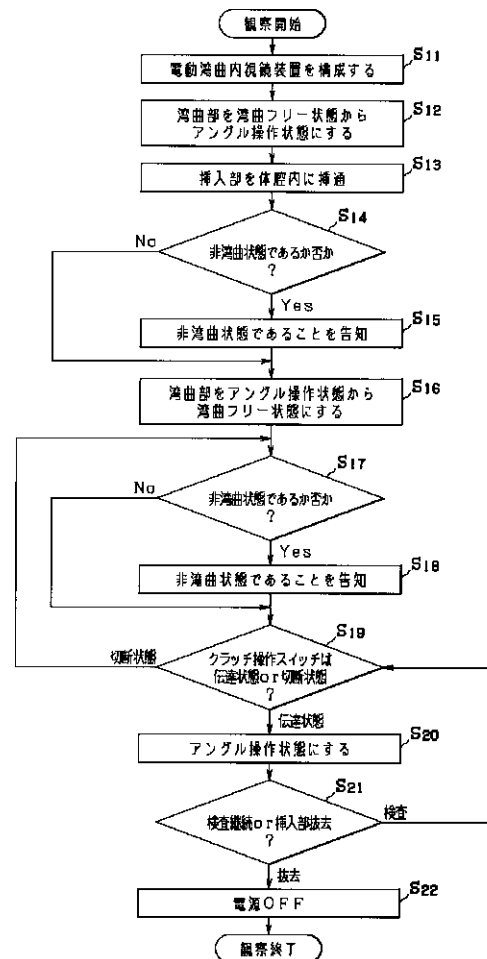 観察開始
S11
電動湾曲内視鏡装置を構成する
S12
湾曲部を湾曲フリー状態から
アングル操作状態にする
S13
挿入部を体腔内に挿通
S14
No
非湾曲状態であるか否か
?
Yes
S15
非湾曲状態であることを告知
S16
湾曲部をアングル操作状態から
湾曲フリー状態にする
S17
No
非湾曲状態であるか否か
?
Yes
S18
非湾曲状態であることを告知
S19
切断状態
クラッチ操作スイッチは
伝達状態or切断状態
?
伝達状態
S20
アングル操作状態にする
S21
検査継続or挿入部抜去
?
検査
抜去
S22
電源OFF
観察終了